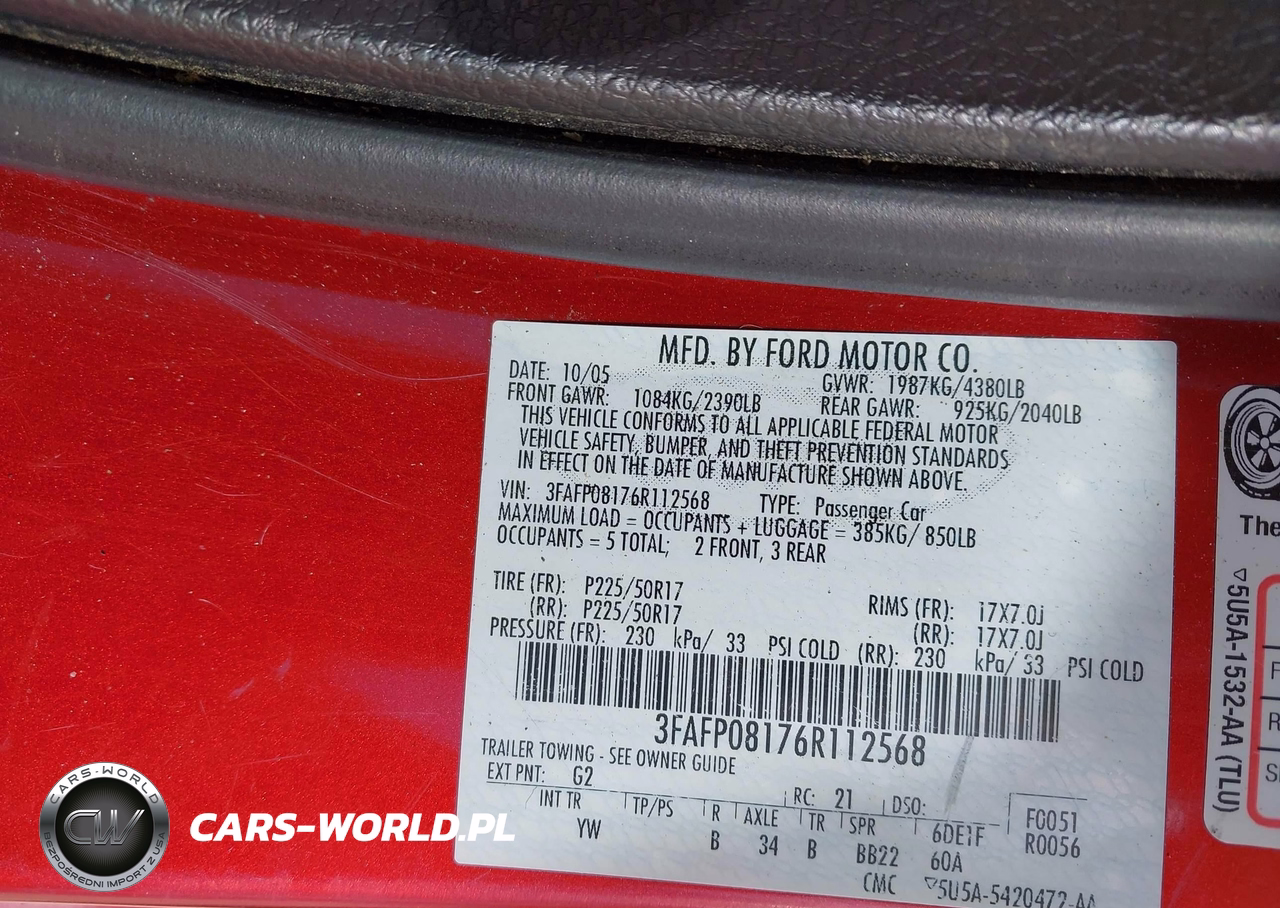 MFD. BY FORD MOTOR CO.
DATE: 10/05 GVWR: 1987KG/4380LB
FRONT GAWR: 1084KG/2390LB REAR GAWR: 925KG/2040LB
THIS VEHICLE CONFORMS TO ALL APPLICABLE FEDERAL MOTOR
VEHICLE SAFETY, BUMPER, AND THEFT PREVENTION STANDARDS
IN EFFECT ON THE DATE OF MANUFACTURE SHOWN ABOVE.
VIN: 3FAFP08176R112568 TYPE: Passenger Car
MAXIMUM LOAD = OCCUPANTS + LUGGAGE = 385KG/ 850LB
OCCUPANTS = 5 TOTAL; 2 FRONT, 3 REAR
TIRE (FR): P225/50R17 RIMS (FR): 17X7.0J
(RR): P225/50R17 (RR): 17X7.0J
PRESSURE (FR): 230 kPa/ 33 PSI COLD (RR): 230 kPa/ 33 PSI COLD
3FAFP08176R112568
TRAILER TOWING - SEE OWNER GUIDE
EXT PNT: G2 RC: 21 DSO:
INT TR TP/PS R AXLE TR SPR 6DE1F F0051
YW B 34 B BB22 60A R0056
CMC ▽5U5A-5420472-AA
The
▽5U5A-1532-AA (TLU)
F
R
S
CARS-WORLD
CW
BEZPOŚREDNI IMPORT Z USA
CARS-WORLD.PL